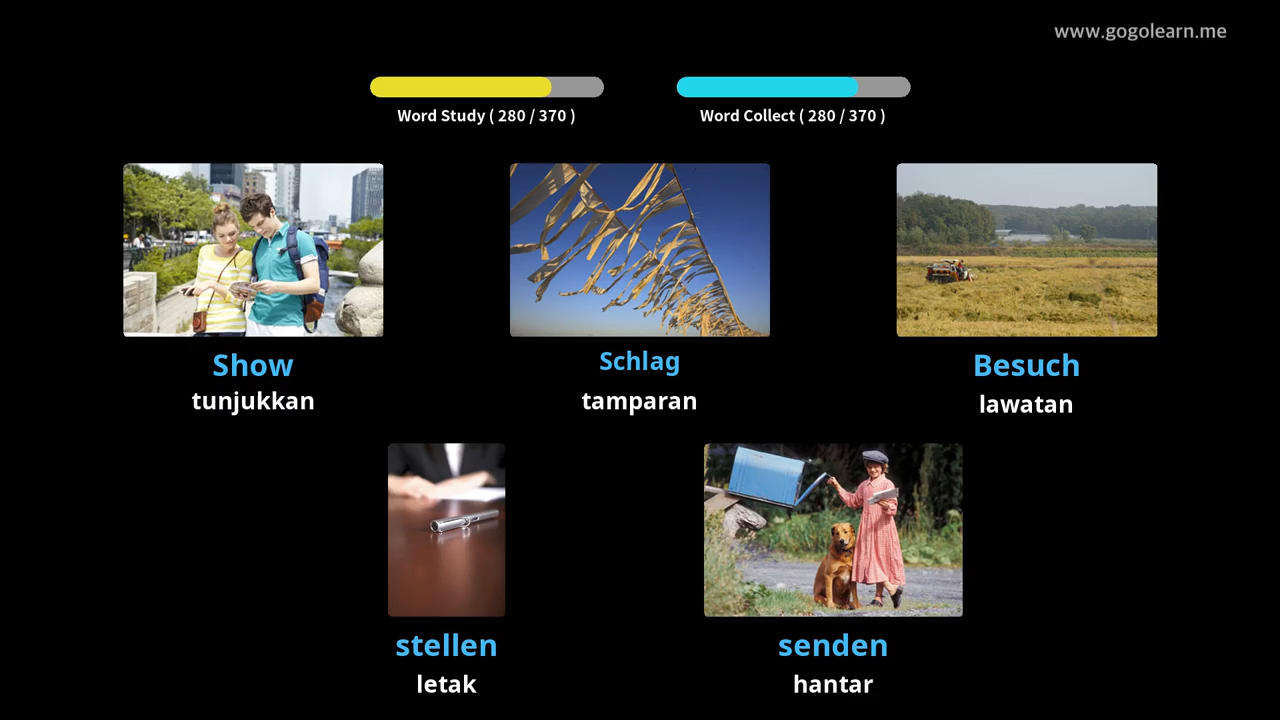 www.gogolearn.me
Word Study ( 280 / 370 )
Word Collect ( 280 / 370 )
Show
tunjukkan
Schlag
tamparan
Besuch
lawatan
stellen
letak
senden
hantar